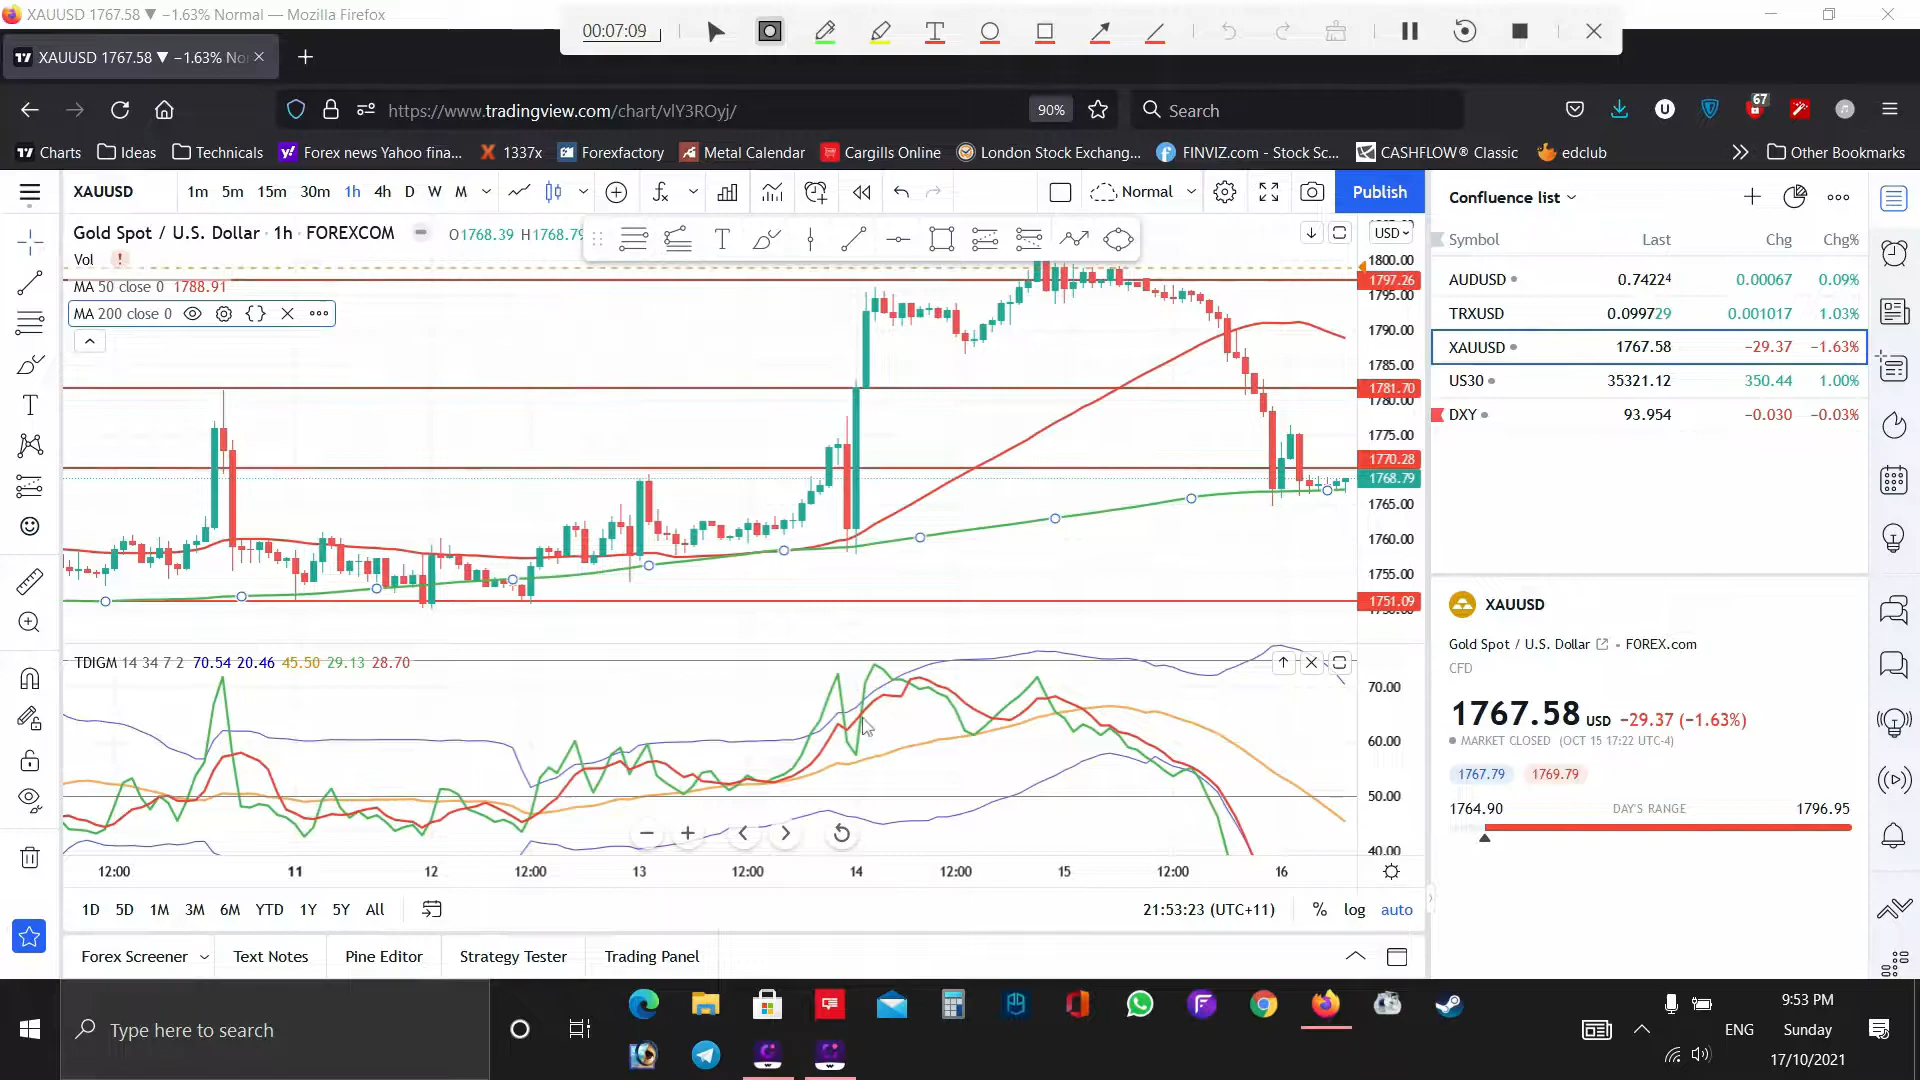 XAUUSD 1767.58 ▼ −1.63% Normal — Mozilla Firefox
00:07:09
XAUUSD 1767.58 ▼ −1.63% No
https://www.tradingview.com/chart/vlY3ROyj/
90%
Search
67
Charts
Ideas
Technicals
Forex news Yahoo fina...
1337x
Forexfactory
Metal Calendar
Cargills Online
London Stock Exchang...
FINVIZ.com - Stock Sc...
CASHFLOW® Classic
edclub
Other Bookmarks
XAUUSD
1m 5m 15m 30m 1h 4h D W M
Normal
Publish
Gold Spot / U.S. Dollar · 1h · FOREXCOM
O1768.39 H1768.79
USD
Vol
MA 50 close 0 1788.91
MA 200 close 0
1800.00
1797.26
1795.00
1790.00
1785.00
1781.70
1780.00
1775.00
1770.28
1768.79
1765.00
1760.00
1755.00
1751.09
TDIGM 14 34 7 2 70.54 20.46 45.50 29.13 28.70
70.00
60.00
50.00
40.00
12:00 11 12 12:00 13 12:00 14 12:00 15 12:00 16
1D 5D 1M 3M 6M YTD 1Y 5Y All
21:53:23 (UTC+11)
% log auto
Forex Screener
Text Notes
Pine Editor
Strategy Tester
Trading Panel
Confluence list
Symbol Last Chg Chg%
AUDUSD 0.74224 0.00067 0.09%
TRXUSD 0.099729 0.001017 1.03%
XAUUSD 1767.58 −29.37 −1.63%
US30 35321.12 350.44 1.00%
DXY 93.954 −0.030 −0.03%
XAUUSD
Gold Spot / U.S. Dollar • FOREX.com
CFD
1767.58 USD −29.37 (−1.63%)
MARKET CLOSED (OCT 15 17:22 UTC-4)
1767.79 1769.79
1764.90 DAY'S RANGE 1796.95
Type here to search
ENG
9:53 PM
Sunday
17/10/2021